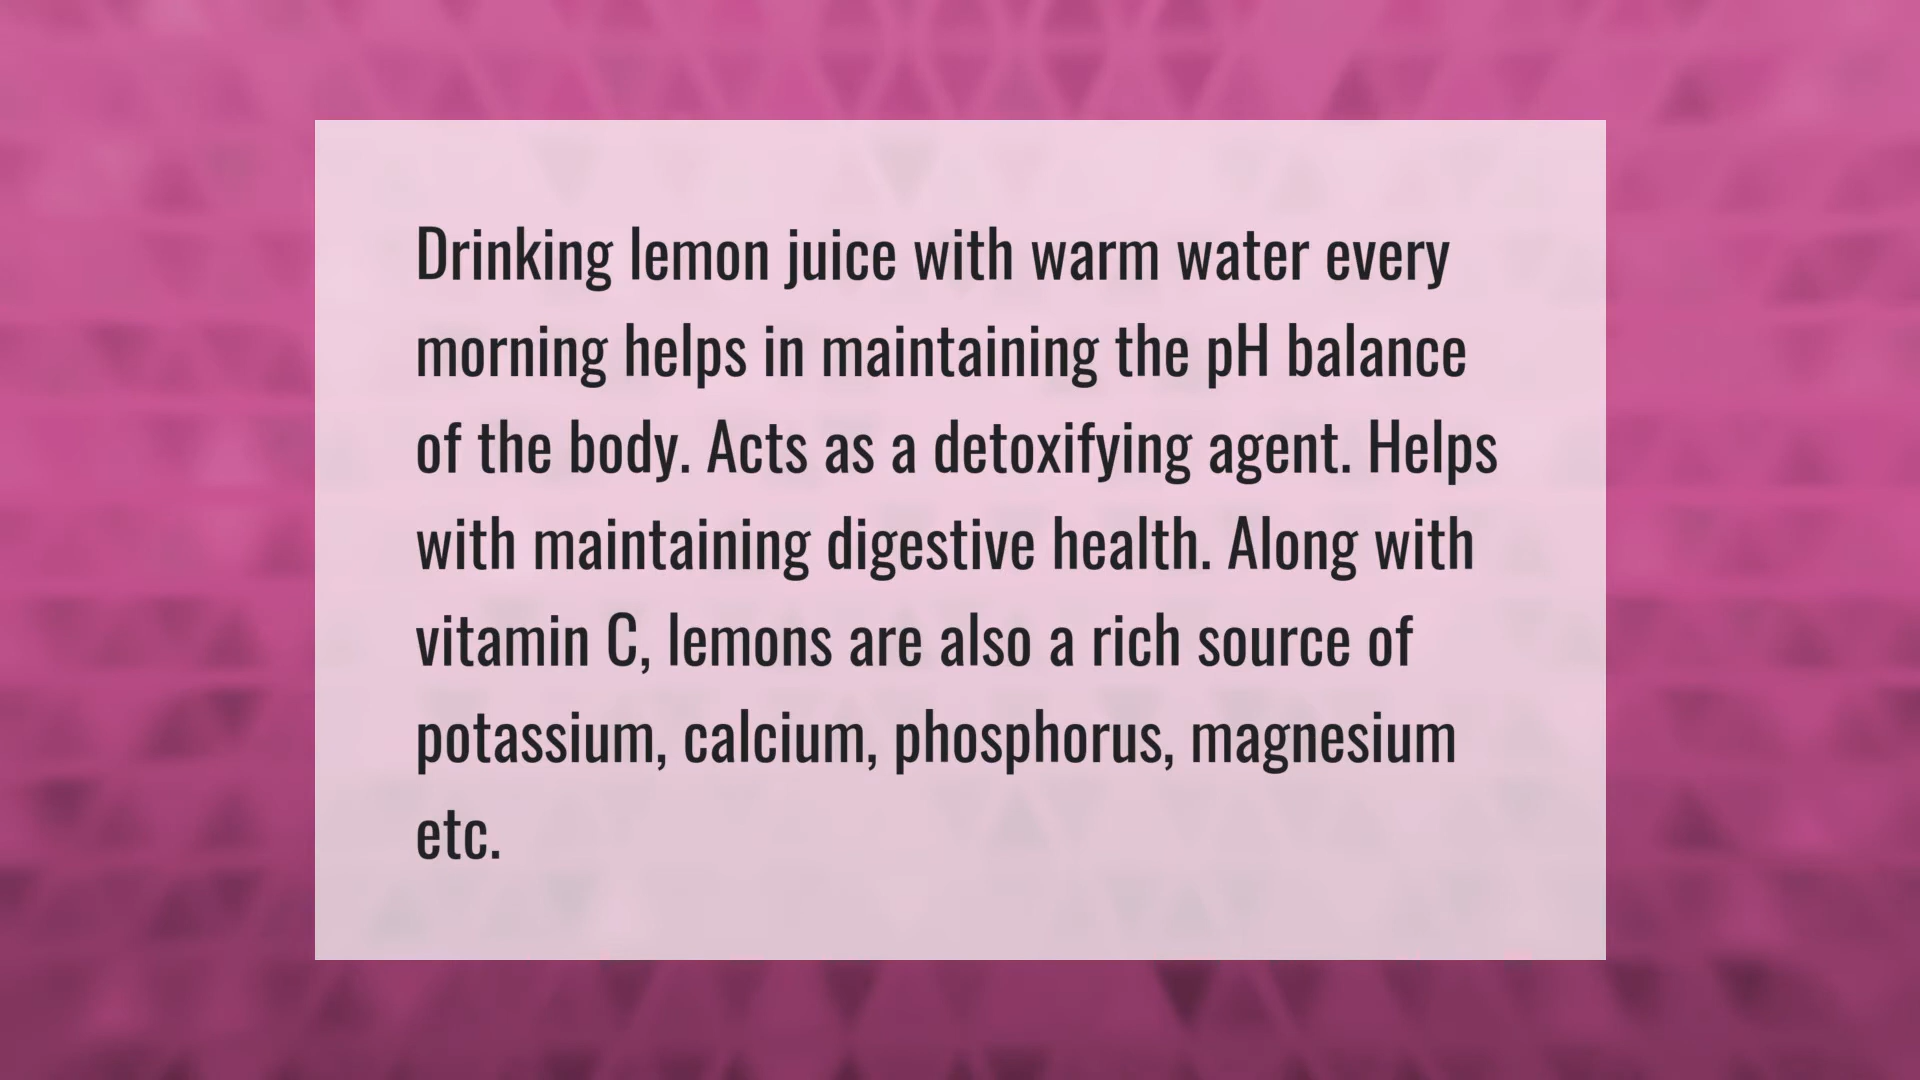 Drinking lemon juice with warm water every
morning helps in maintaining the pH balance
of the body. Acts as a detoxifying agent. Helps
with maintaining digestive health. Along with
vitamin C, lemons are also a rich source of
potassium, calcium, phosphorus, magnesium
etc.